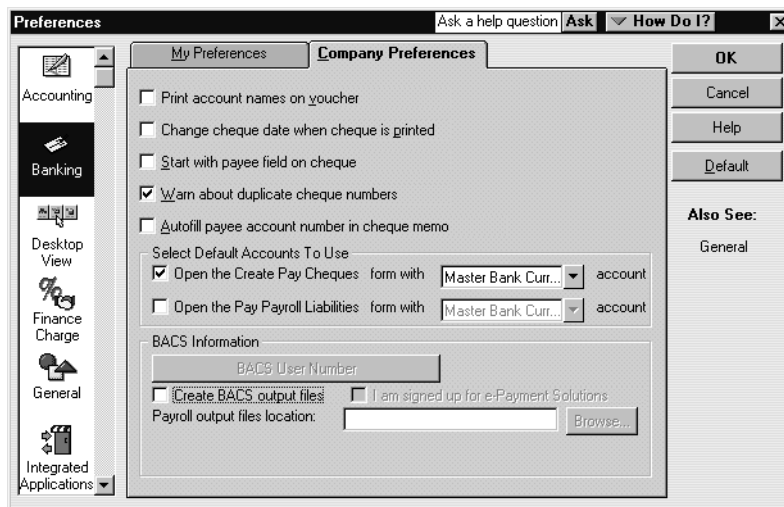 Preferences
Ask a help question Ask How Do I?
My Preferences
Company Preferences
Accounting
Banking
Desktop
View
Finance
Charge
General
Integrated
Applications
Print account names on voucher
Change cheque date when cheque is printed
Start with payee field on cheque
Warn about duplicate cheque numbers
Autofill payee account number in cheque memo
Select Default Accounts To Use
Open the Create Pay Cheques form with Master Bank Curr... account
Open the Pay Payroll Liabilities form with Master Bank Curr... account
BACS Information
BACS User Number
Create BACS output files
I am signed up for e-Payment Solutions
Payroll output files location:
Browse...
OK
Cancel
Help
Default
Also See:
General